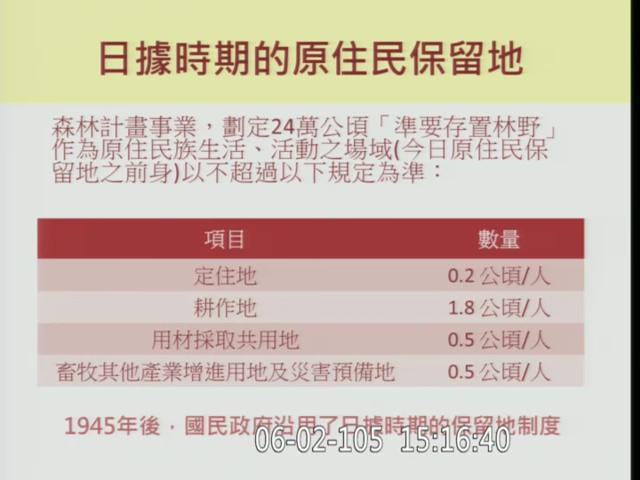 日據時期的原住民保留地
森林計畫事業，劃定24萬公頃「準要存置林野」
作為原住民族生活、活動之場域(今日原住民保
留地之前身)以不超過以下規定為準：
項目 數量
定住地 0.2 公頃/人
耕作地 1.8 公頃/人
用材採取共用地 0.5 公頃/人
畜牧其他產業增進用地及災害預備地 0.5 公頃/人
1945年後，國民政府沿用了日據時期的保留地制度
06-02-105 15:16:40